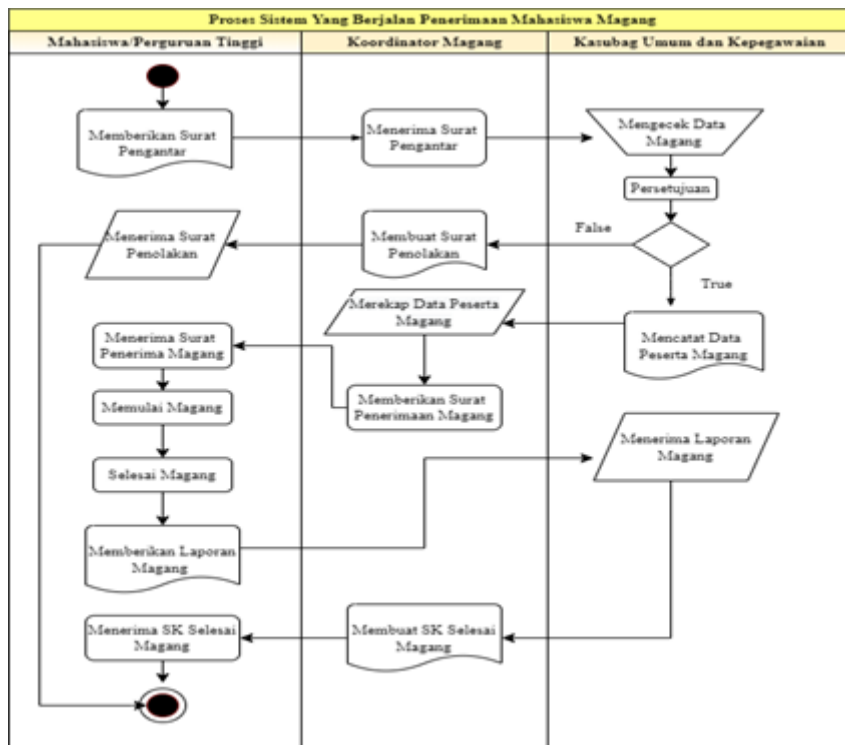 Proses Sistem Yang Berjalan Penerimaan Mahasiswa Magang
Mahasiswa/Perguruan Tinggi
Koordinator Magang
Kasubag Umum dan Kepegawaian
Memberikan Surat
Pengantar
Menerima Surat
Pengantar
Mengecek Data
Magang
Persetujuan
False
True
Membuat Surat
Penolakan
Menerima Surat
Penolakan
Mencatat Data
Peserta Magang
Merekap Data Peserta
Magang
Memberikan Surat
Penerimaan Magang
Menerima Surat
Penerima Magang
Memulai Magang
Selesai Magang
Memberikan Laporan
Magang
Menerima Laporan
Magang
Membuat SK Selesai
Magang
Menerima SK Selesai
Magang